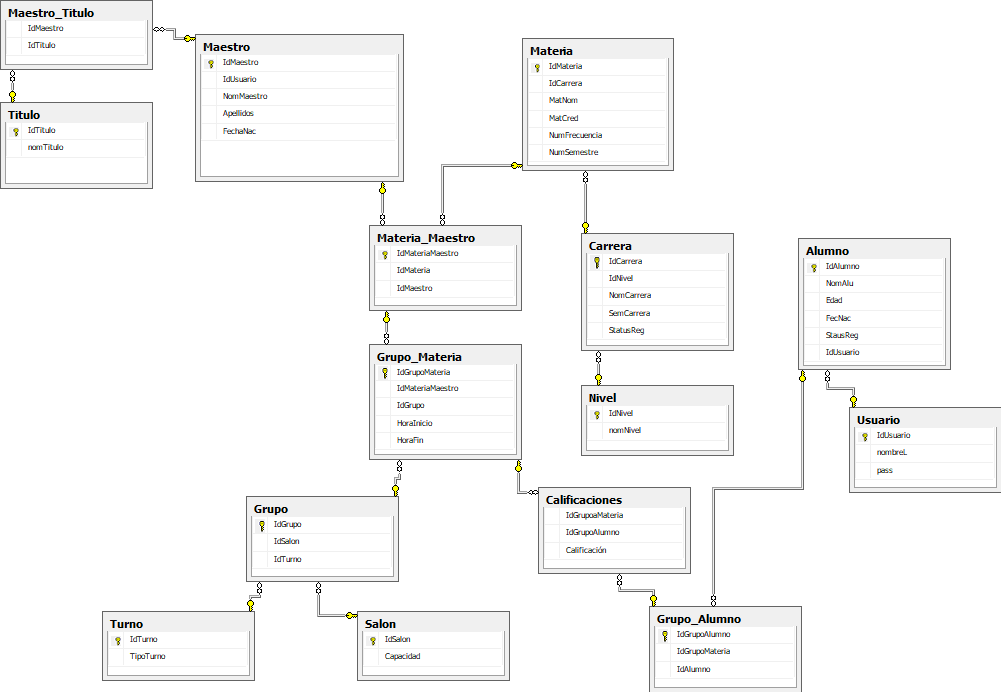 Maestro_Titulo
IdMaestro
IdTitulo
Titulo
IdTitulo
nomTitulo
Maestro
IdMaestro
IdUsuario
NomMaestro
Apellidos
FechaNac
Materia
IdMateria
IdCarrera
MatNom
MatCred
NumFrecuencia
NumSemestre
Materia_Maestro
IdMateriaMaestro
IdMateria
IdMaestro
Carrera
IdCarrera
IdNivel
NomCarrera
SemCarrera
StatusReg
Alumno
IdAlumno
NomAlu
Edad
FecNac
StausReg
IdUsuario
Grupo_Materia
IdGrupoMateria
IdMateriaMaestro
IdGrupo
HoraInicio
HoraFin
Nivel
IdNivel
nomNivel
Usuario
IdUsuario
nombreL
pass
Grupo
IdGrupo
IdSalon
IdTurno
Calificaciones
IdGrupoaMateria
IdGrupoAlumno
Calificación
Turno
IdTurno
TipoTurno
Salon
IdSalon
Capacidad
Grupo_Alumno
IdGrupoAlumno
IdGrupoMateria
IdAlumno